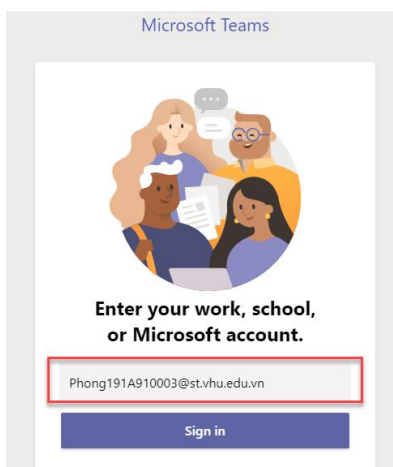 Microsoft Teams
Enter your work, school,
or Microsoft account.
Phong191A910003@st.vhu.edu.vn
Sign in